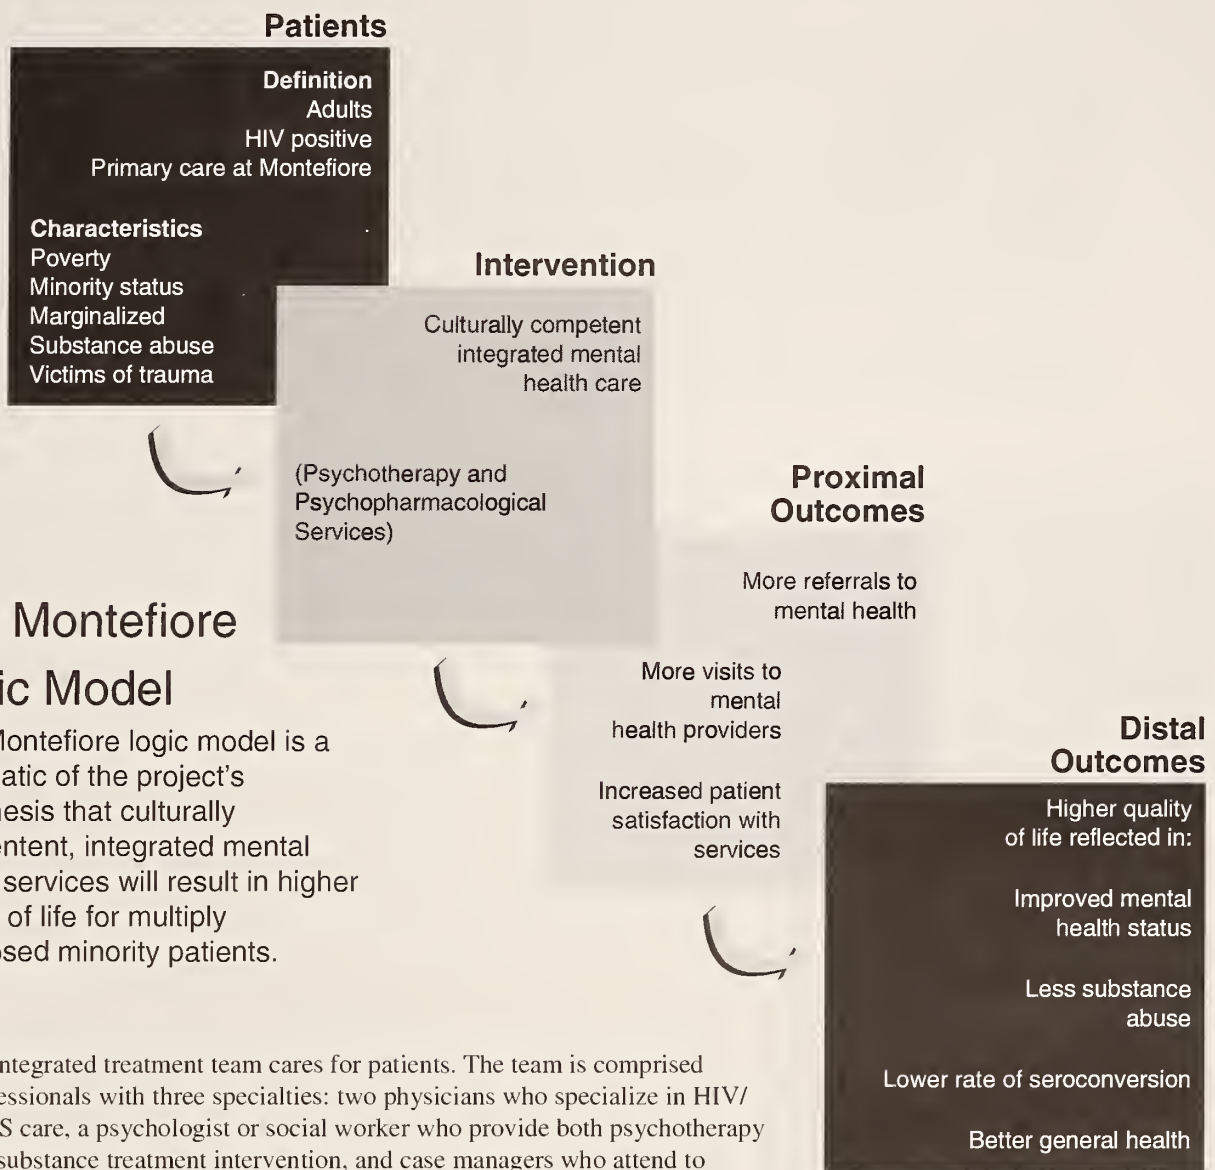 Patients
Definition
Adults
HIV positive
Primary care at Montefiore
Characteristics
Poverty
Minority status
Marginalized
Substance abuse
Victims of trauma
Intervention
Culturally competent
integrated mental
health care
(Psychotherapy and
Psychopharmacological
Services)
Proximal
Outcomes
More referrals to
mental health
More visits to
mental
health providers
Increased patient
satisfaction with
services
Distal
Outcomes
Higher quality
of life reflected in:
Improved mental
health status
Less substance
abuse
Lower rate of seroconversion
Better general health
Montefiore
ic Model
Montefiore logic model is a
atic of the project's
esis that culturally
entent, integrated mental
services will result in higher
of life for multiply
sed minority patients.
ntegrated treatment team cares for patients. The team is comprised
essionals with three specialties: two physicians who specialize in HIV/
S care, a psychologist or social worker who provide both psychotherapy
substance treatment intervention, and case managers who attend to